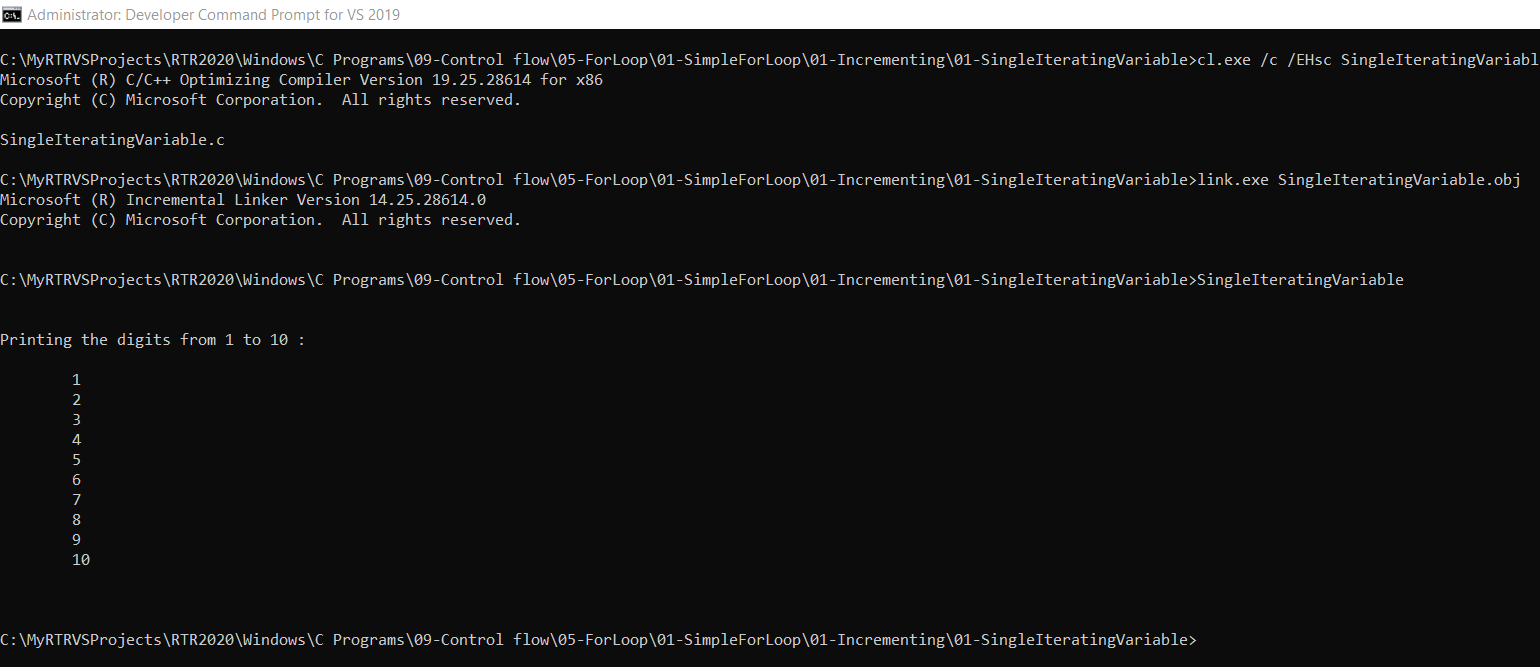 Administrator: Developer Command Prompt for VS 2019
C:\MyRTRVSProjects\RTR2020\Windows\C Programs\09-Control flow\05-ForLoop\01-SimpleForLoop\01-Incrementing\01-SingleIteratingVariable>cl.exe /c /EHsc SingleIteratingVariabl
Microsoft (R) C/C++ Optimizing Compiler Version 19.25.28614 for x86
Copyright (C) Microsoft Corporation.  All rights reserved.
SingleIteratingVariable.c
C:\MyRTRVSProjects\RTR2020\Windows\C Programs\09-Control flow\05-ForLoop\01-SimpleForLoop\01-Incrementing\01-SingleIteratingVariable>link.exe SingleIteratingVariable.obj
Microsoft (R) Incremental Linker Version 14.25.28614.0
Copyright (C) Microsoft Corporation.  All rights reserved.
C:\MyRTRVSProjects\RTR2020\Windows\C Programs\09-Control flow\05-ForLoop\01-SimpleForLoop\01-Incrementing\01-SingleIteratingVariable>SingleIteratingVariable
Printing the digits from 1 to 10 :
1
2
3
4
5
6
7
8
9
10
C:\MyRTRVSProjects\RTR2020\Windows\C Programs\09-Control flow\05-ForLoop\01-SimpleForLoop\01-Incrementing\01-SingleIteratingVariable>